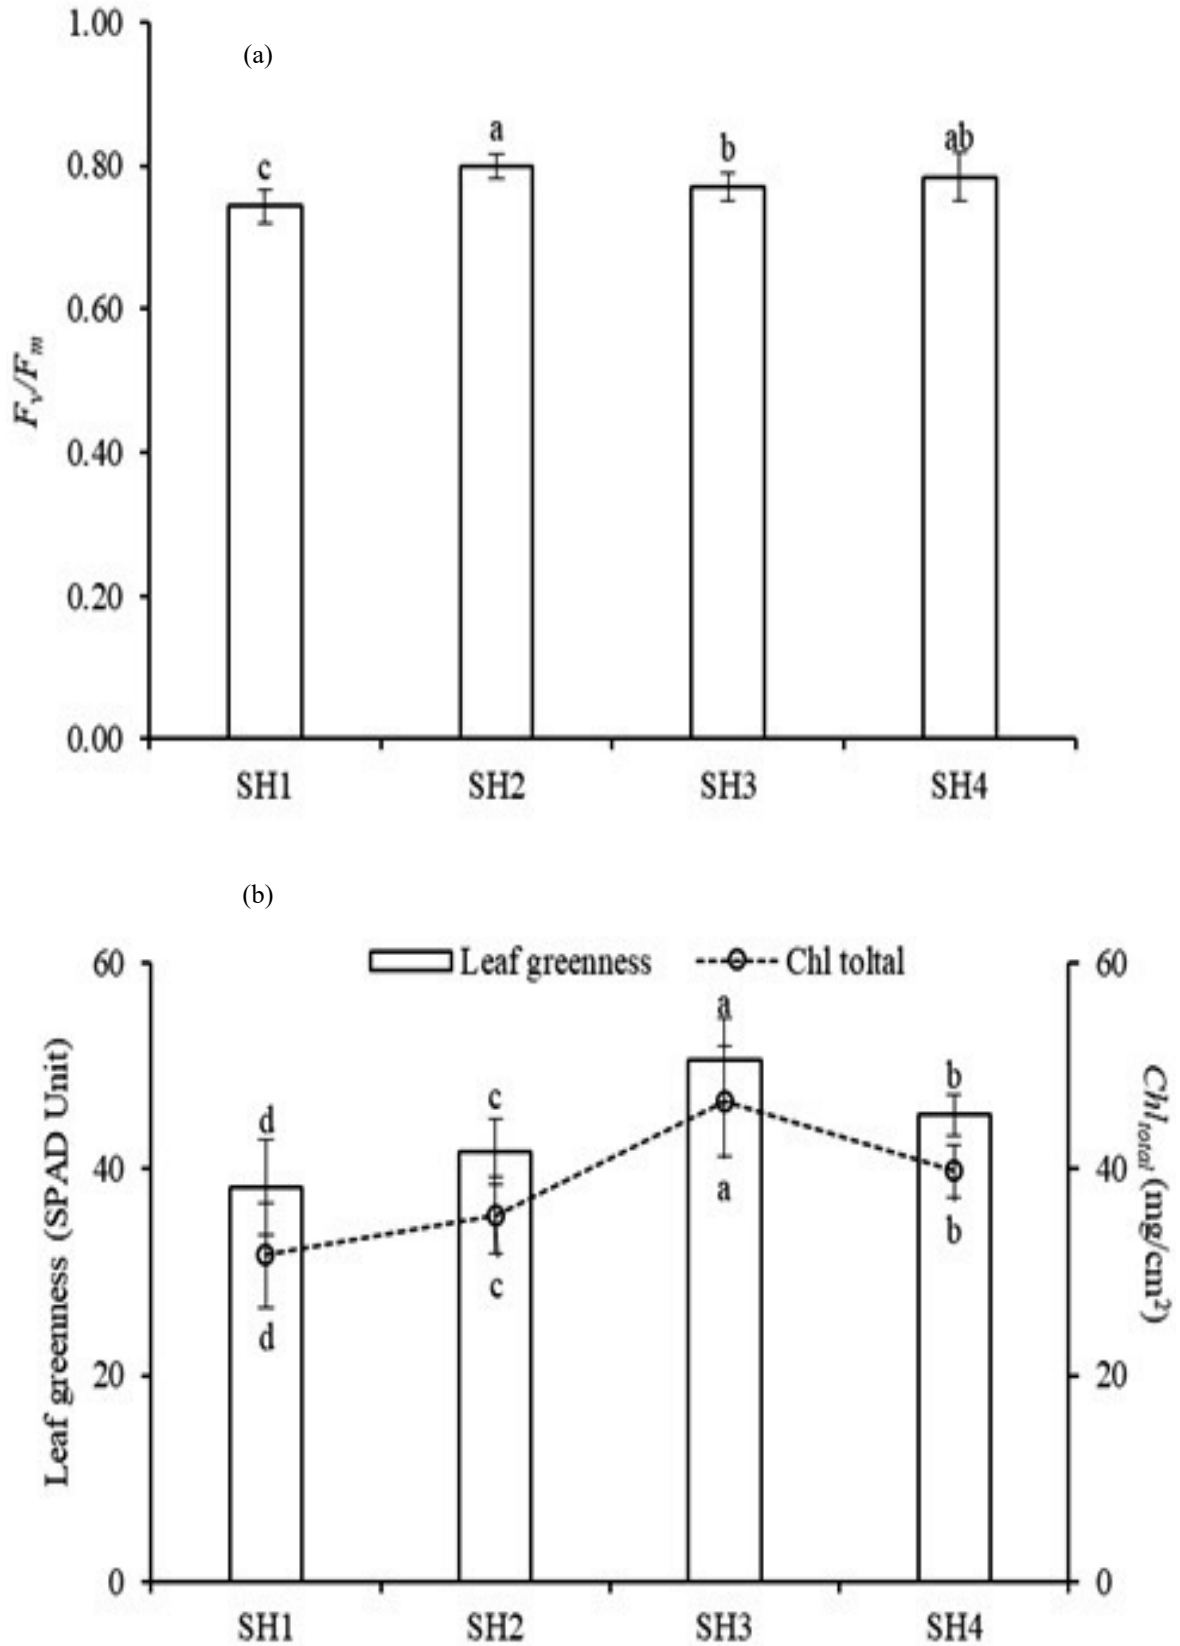 (a)
1.00
0.80
0.60
0.40
0.20
0.00
Fv/Fm
c
a
b
ab
SH1 SH2 SH3 SH4
(b)
Leaf greenness Chl toltal
60
40
20
0
Leaf greenness (SPAD Unit)
60
40
20
0
Chl total (mg/cm²)
d
c
a
b
d
c
a
b
SH1 SH2 SH3 SH4